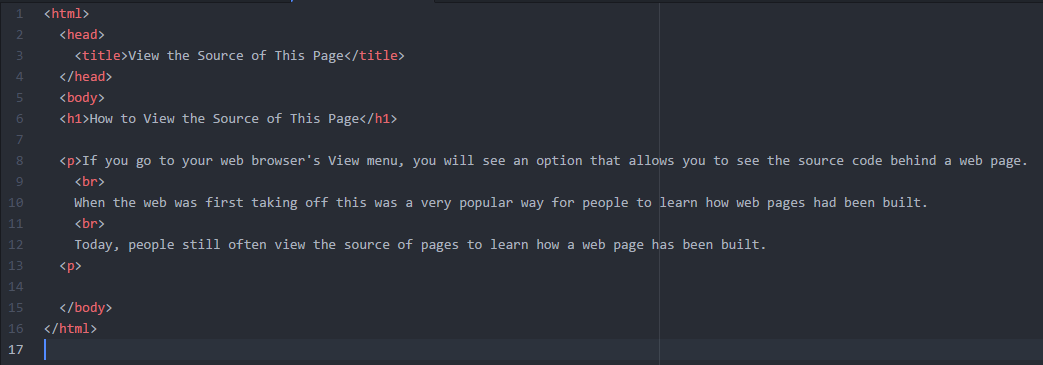 1 <html>
2   <head>
3     <title>View the Source of This Page</title>
4   </head>
5   <body>
6   <h1>How to View the Source of This Page</h1>
7
8   <p>If you go to your web browser's View menu, you will see an option that allows you to see the source code behind a web page.
9     <br>
10     When the web was first taking off this was a very popular way for people to learn how web pages had been built.
11     <br>
12     Today, people still often view the source of pages to learn how a web page has been built.
13   <p>
14
15   </body>
16 </html>
17